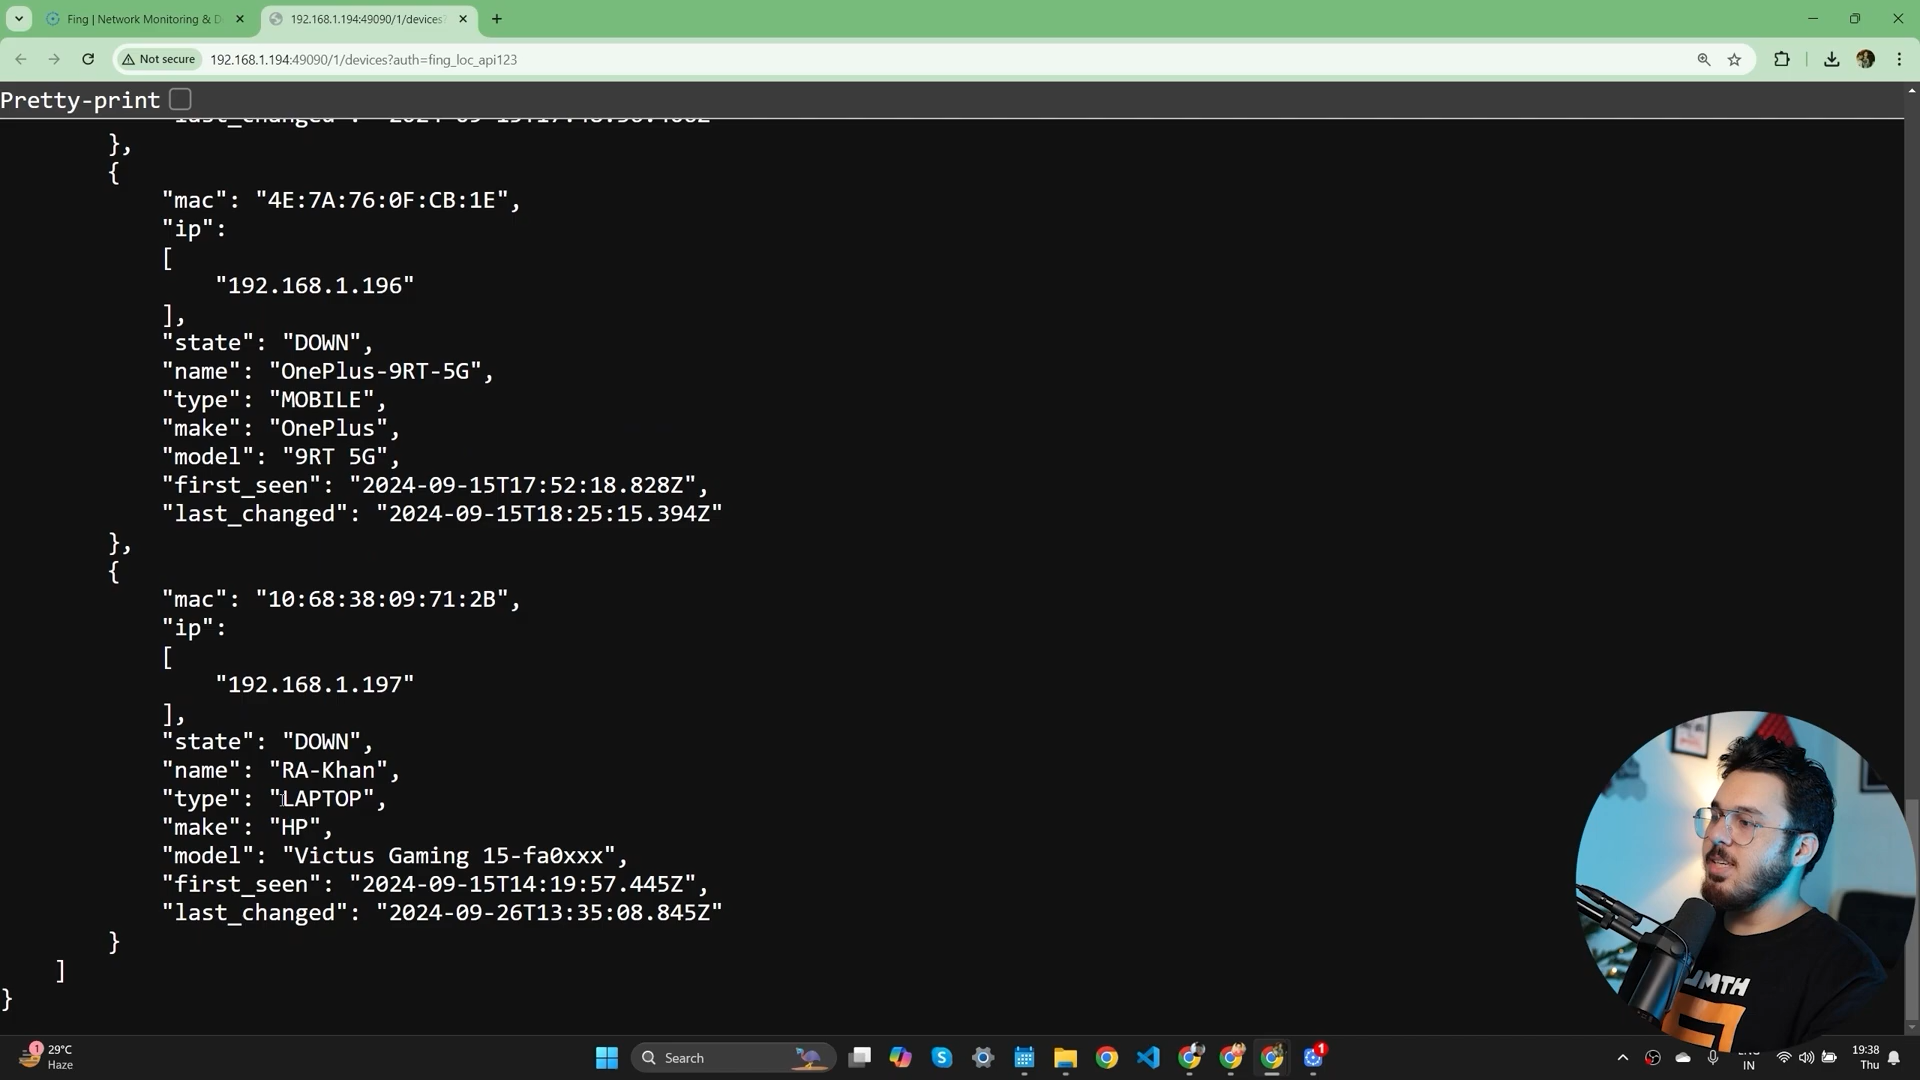 Fing | Network Monitoring & D
192.168.1.194:49090/1/devices?
Not secure
192.168.1.194:49090/1/devices?auth=fing_loc_api123
Pretty-print
},
{
"mac": "4E:7A:76:0F:CB:1E",
"ip":
[
"192.168.1.196"
],
"state": "DOWN",
"name": "OnePlus-9RT-5G",
"type": "MOBILE",
"make": "OnePlus",
"model": "9RT 5G",
"first_seen": "2024-09-15T17:52:18.828Z",
"last_changed": "2024-09-15T18:25:15.394Z"
},
{
"mac": "10:68:38:09:71:2B",
"ip":
[
"192.168.1.197"
],
"state": "DOWN",
"name": "RA-Khan",
"type": "LAPTOP",
"make": "HP",
"model": "Victus Gaming 15-fa0xxx",
"first_seen": "2024-09-15T14:19:57.445Z",
"last_changed": "2024-09-26T13:35:08.845Z"
}
]
}
1
29°C
Haze
Search
1
ENG
IN
19:38
Thu